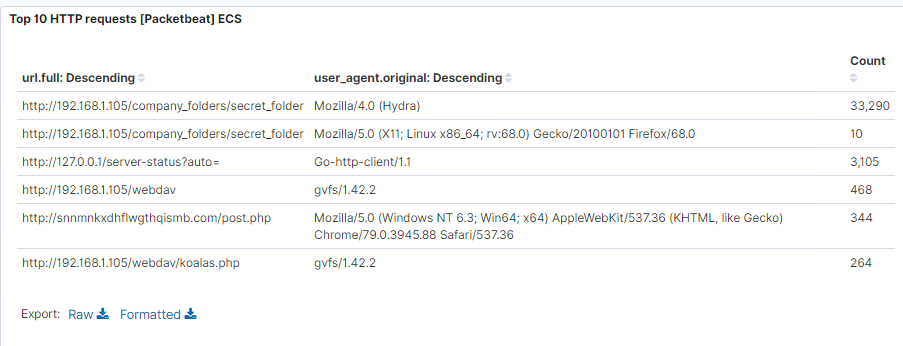 Top 10 HTTP requests [Packetbeat] ECS
url.full: Descending user_agent.original: Descending Count
http://192.168.1.105/company_folders/secret_folder Mozilla/4.0 (Hydra) 33,290
http://192.168.1.105/company_folders/secret_folder Mozilla/5.0 (X11; Linux x86_64; rv:68.0) Gecko/20100101 Firefox/68.0 10
http://127.0.0.1/server-status?auto= Go-http-client/1.1 3,105
http://192.168.1.105/webdav gvfs/1.42.2 468
http://snnmnkxdhflwgthqismb.com/post.php Mozilla/5.0 (Windows NT 6.3; Win64; x64) AppleWebKit/537.36 (KHTML, like Gecko) 344
Chrome/79.0.3945.88 Safari/537.36
http://192.168.1.105/webdav/koalas.php gvfs/1.42.2 264
Export: Raw Formatted